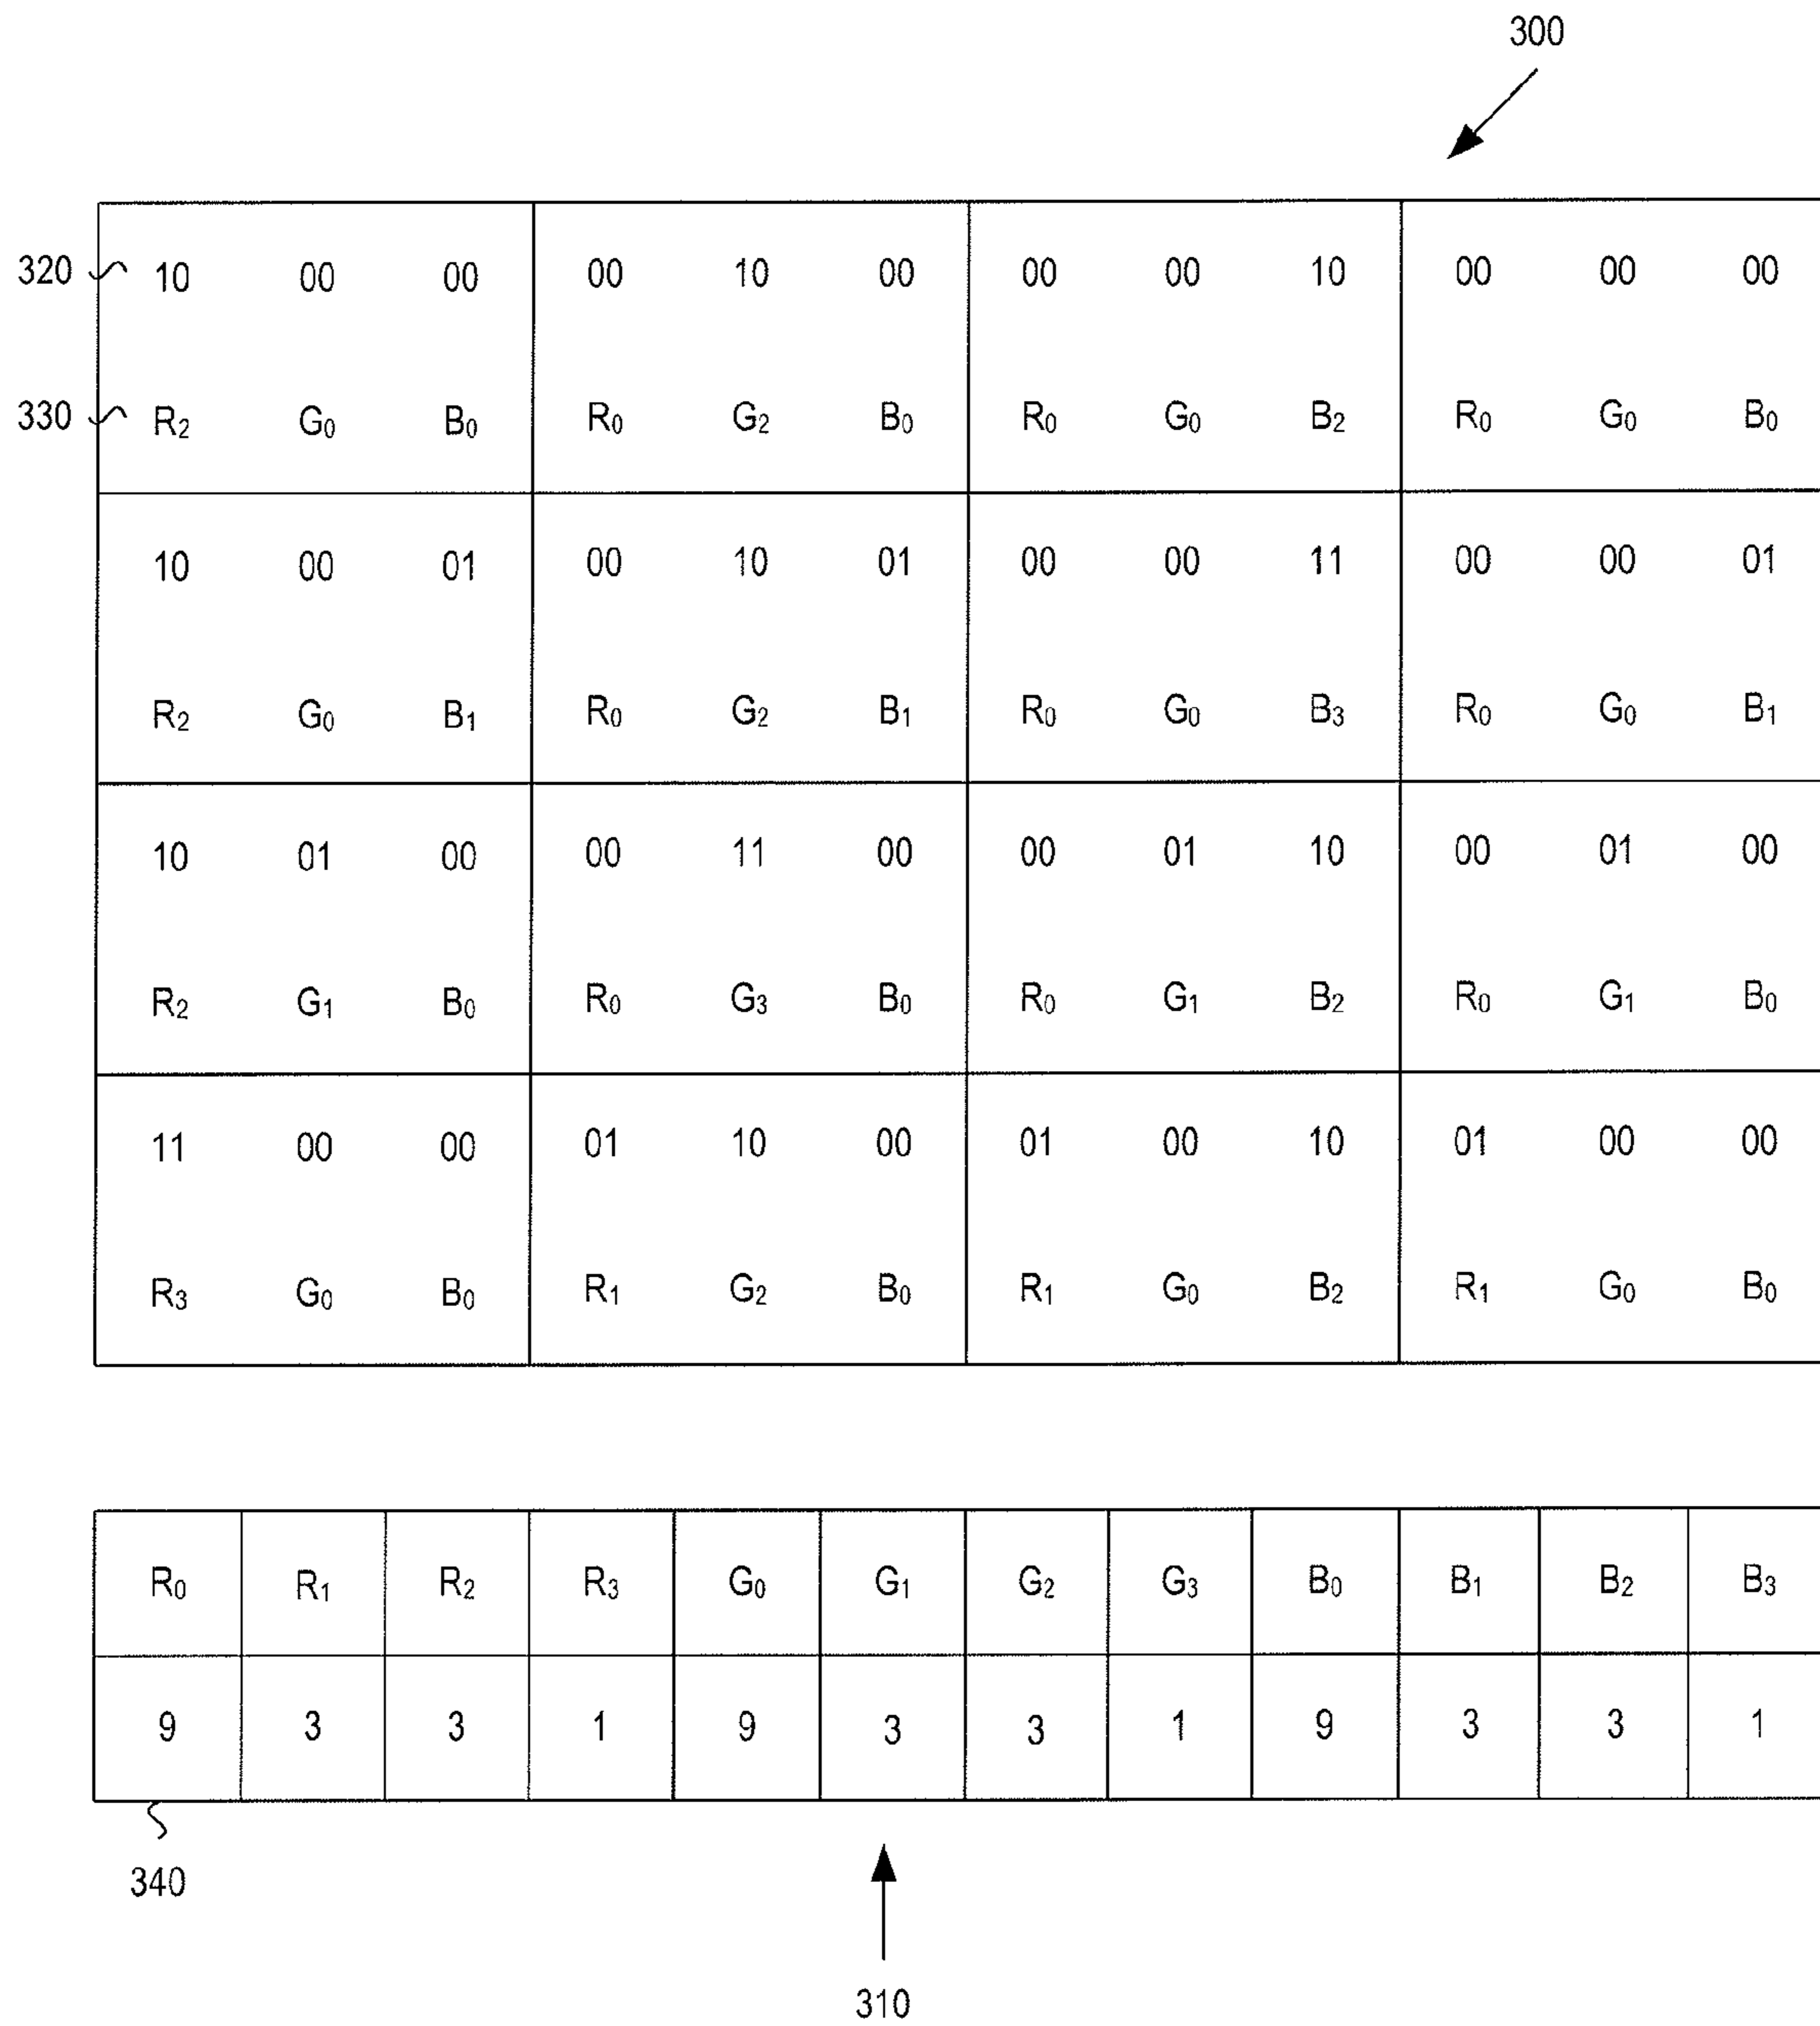 300
320 10 00 00 00 10 00 00 00 10 00 00 00
330 R₂ G₀ B₀ R₀ G₂ B₀ R₀ G₀ B₂ R₀ G₀ B₀
10 00 01 00 10 01 00 00 11 00 00 01
R₂ G₀ B₁ R₀ G₂ B₁ R₀ G₀ B₃ R₀ G₀ B₁
10 01 00 00 11 00 00 01 10 00 01 00
R₂ G₁ B₀ R₀ G₃ B₀ R₀ G₁ B₂ R₀ G₁ B₀
11 00 00 01 10 00 01 00 10 01 00 00
R₃ G₀ B₀ R₁ G₂ B₀ R₁ G₀ B₂ R₁ G₀ B₀
R₀ R₁ R₂ R₃ G₀ G₁ G₂ G₃ B₀ B₁ B₂ B₃
9 3 3 1 9 3 3 1 9 3 3 1
340
310